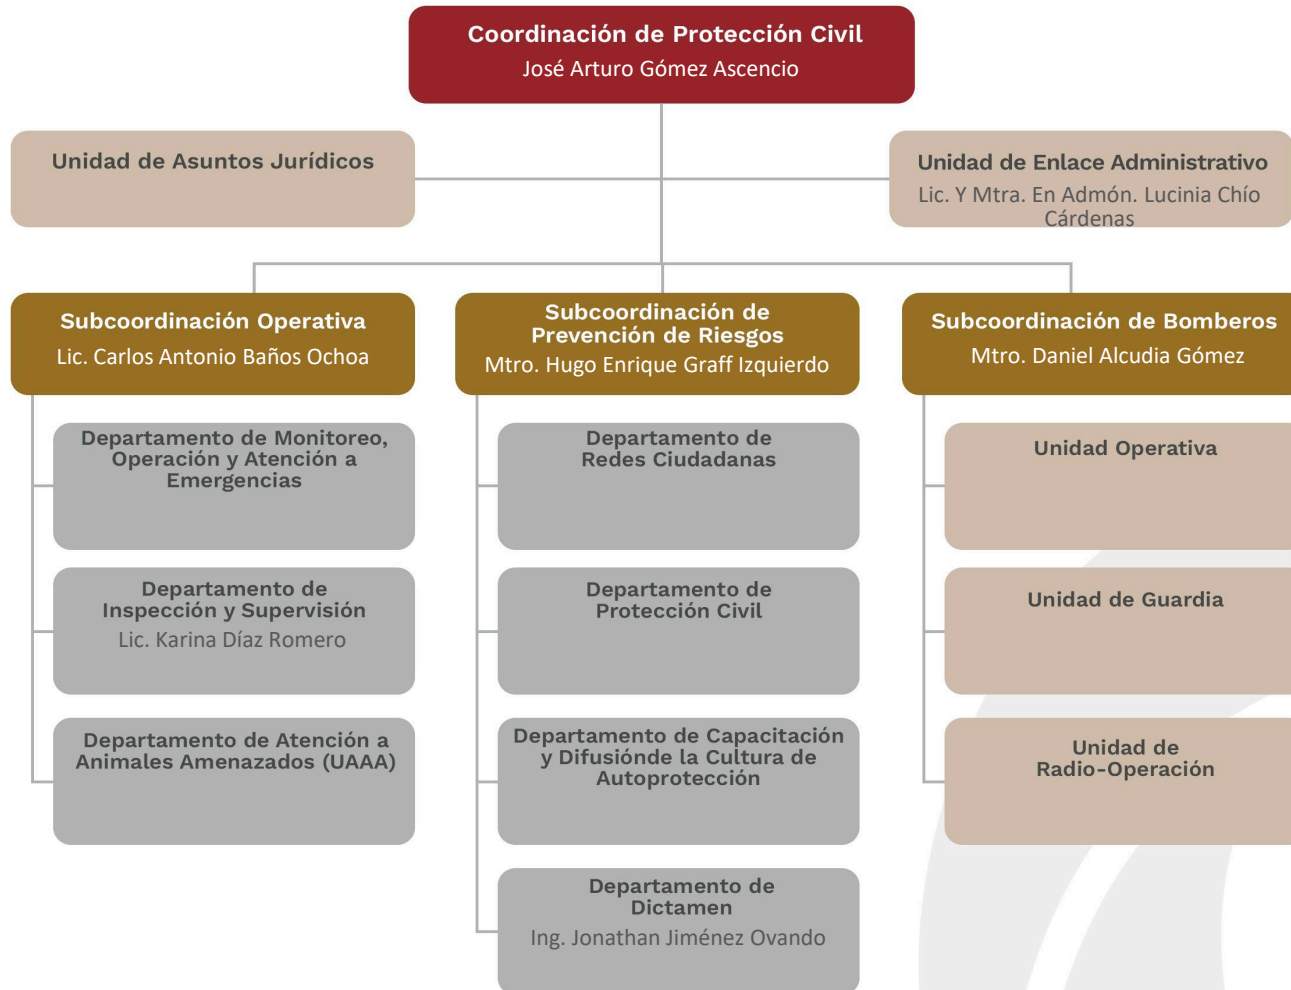 Coordinación de Protección Civil
José Arturo Gómez Ascencio
Unidad de Asuntos Jurídicos
Unidad de Enlace Administrativo
Lic. Y Mtra. En Admón. Lucinia Chío
Cárdenas
Subcoordinación Operativa
Lic. Carlos Antonio Baños Ochoa
Subcoordinación de
Prevención de Riesgos
Mtro. Hugo Enrique Graff Izquierdo
Subcoordinación de Bomberos
Mtro. Daniel Alcudia Gómez
Departamento de Monitoreo,
Operación y Atención a
Emergencias
Departamento de
Redes Ciudadanas
Unidad Operativa
Departamento de
Inspección y Supervisión
Lic. Karina Díaz Romero
Departamento de
Protección Civil
Unidad de Guardia
Departamento de Atención a
Animales Amenazados (UAAA)
Departamento de Capacitación
y Difusiónde la Cultura de
Autoprotección
Unidad de
Radio-Operación
Departamento de
Dictamen
Ing. Jonathan Jiménez Ovando